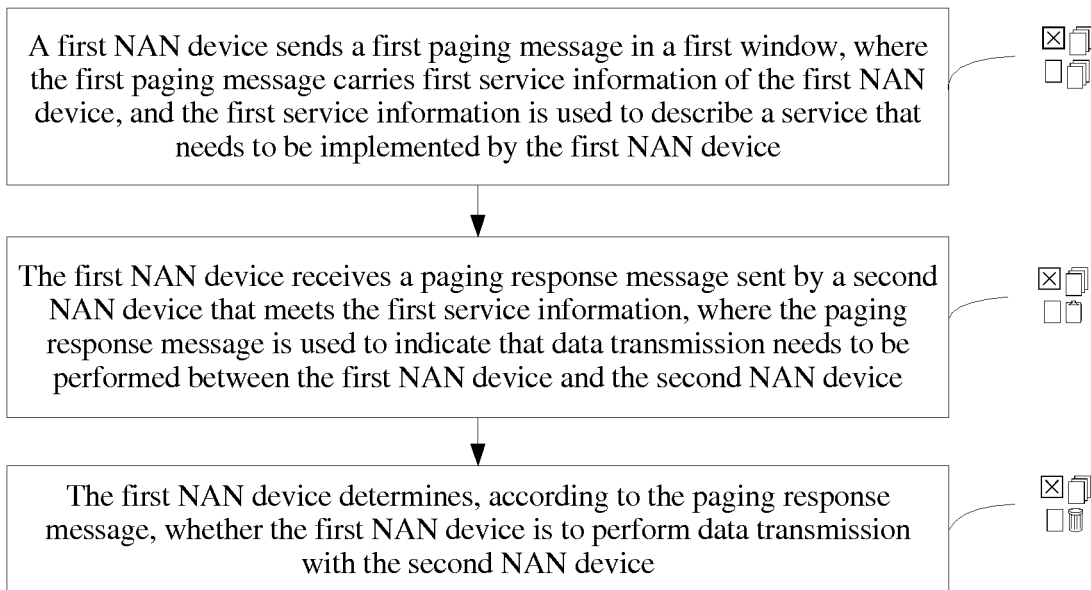 A first NAN device sends a first paging message in a first window, where
the first paging message carries first service information of the first NAN
device, and the first service information is used to describe a service that
needs to be implemented by the first NAN device
The first NAN device receives a paging response message sent by a second
NAN device that meets the first service information, where the paging
response message is used to indicate that data transmission needs to be
performed between the first NAN device and the second NAN device
The first NAN device determines, according to the paging response
message, whether the first NAN device is to perform data transmission
with the second NAN device